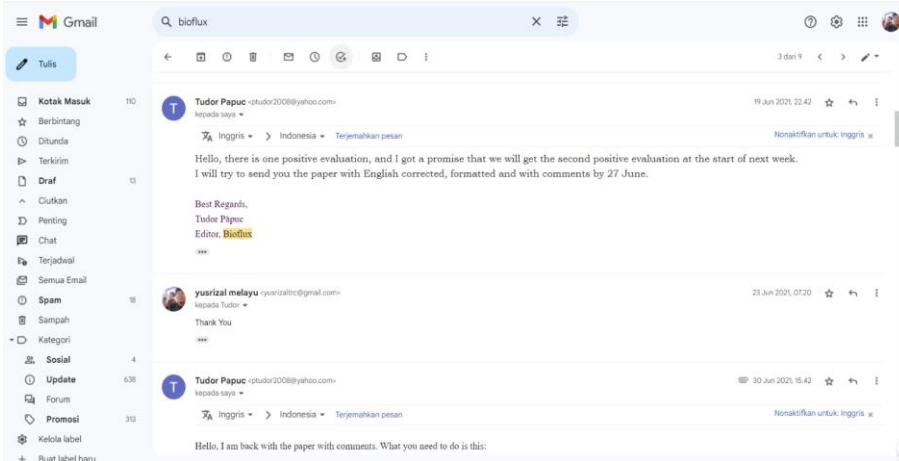 Gmail
bioflux
Tulis
3 dari 9
Kotak Masuk 110
Berbintang
Ditunda
Terkirim
Draf 13
Ciutkan
Penting
Chat
Terjadwal
Semua Email
Spam 18
Sampah
Kategori
Sosial 4
Update 638
Forum
Promosi 313
Kelola label
Buat label baru
Tudor Papuc <ptudor2008@yahoo.com> 19 Jun 2021, 22.42
kepada saya
Inggris > Indonesia Terjemahkan pesan Nonaktifkan untuk: Inggris x
Hello, there is one positive evaluation, and I got a promise that we will get the second positive evaluation at the start of next week.
I will try to send you the paper with English corrected, formatted and with comments by 27 June.
Best Regards,
Tudor Păpuc
Editor, Bioflux
yusrizal melayu <yusrizaltrc@gmail.com> 23 Jun 2021, 07.20
kepada Tudor
Thank You
Tudor Papuc <ptudor2008@yahoo.com> 30 Jun 2021, 15.42
kepada saya
Inggris > Indonesia Terjemahkan pesan Nonaktifkan untuk: Inggris x
Hello, I am back with the paper with comments. What you need to do is this: